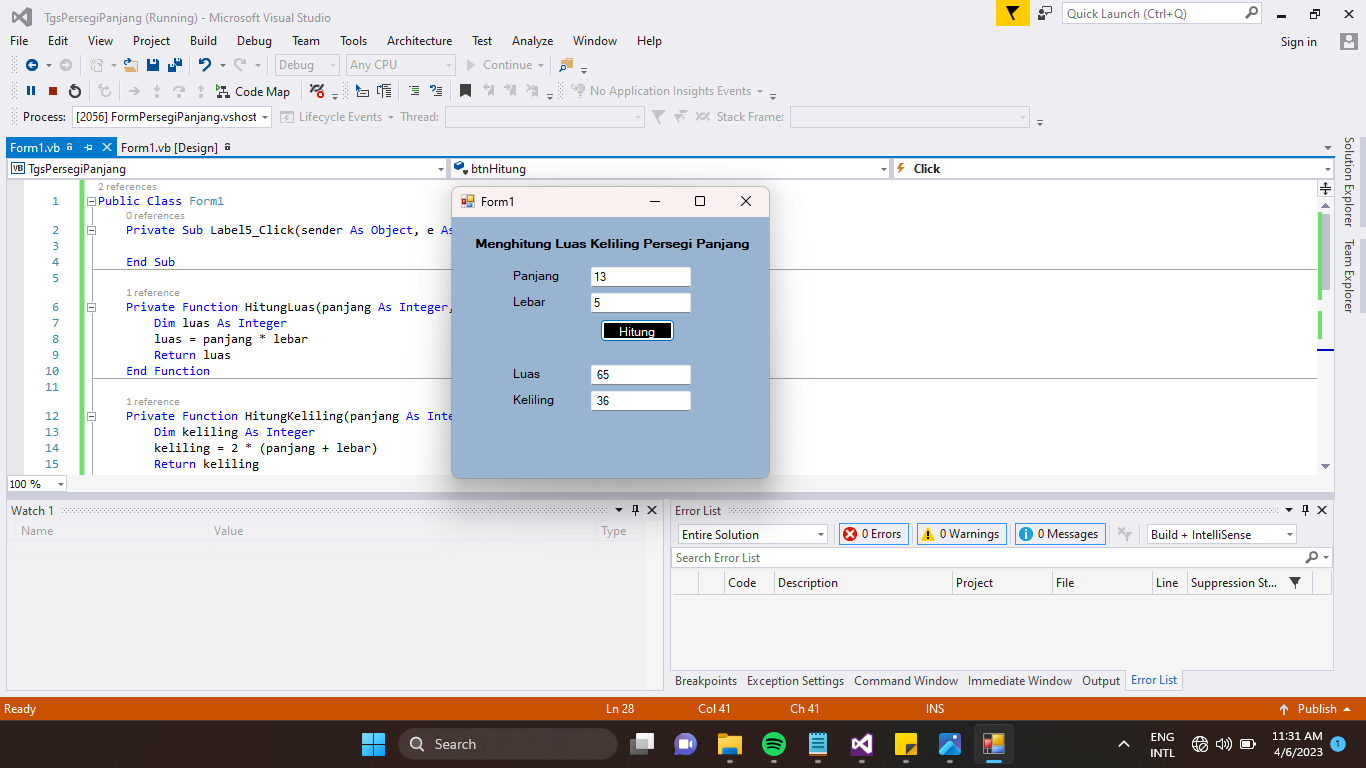 TgsPersegiPanjang (Running) - Microsoft Visual Studio
Quick Launch (Ctrl+Q)
File Edit View Project Build Debug Team Tools Architecture Test Analyze Window Help
Sign in
Debug Any CPU Continue
Code Map No Application Insights Events
Process: [2056] FormPersegiPanjang.vshost Lifecycle Events Thread: Stack Frame:
Form1.vb Form1.vb [Design]
VB TgsPersegiPanjang btnHitung Click
2 references
1 Public Class Form1
0 references
2 Private Sub Label5_Click(sender As Object, e As
3
4 End Sub
5
1 reference
6 Private Function HitungLuas(panjang As Integer,
7 Dim luas As Integer
8 luas = panjang * lebar
9 Return luas
10 End Function
11
1 reference
12 Private Function HitungKeliling(panjang As Inte
13 Dim keliling As Integer
14 keliling = 2 * (panjang + lebar)
15 Return keliling
100 %
Form1
Menghitung Luas Keliling Persegi Panjang
Panjang 13
Lebar 5
Hitung
Luas 65
Keliling 36
Solution Explorer
Team Explorer
Watch 1
Name Value Type
Error List
Entire Solution 0 Errors 0 Warnings 0 Messages Build + IntelliSense
Search Error List
Code Description Project File Line Suppression St...
Breakpoints Exception Settings Command Window Immediate Window Output Error List
Ready Ln 28 Col 41 Ch 41 INS Publish
Search
ENG
INTL
11:31 AM
4/6/2023
1